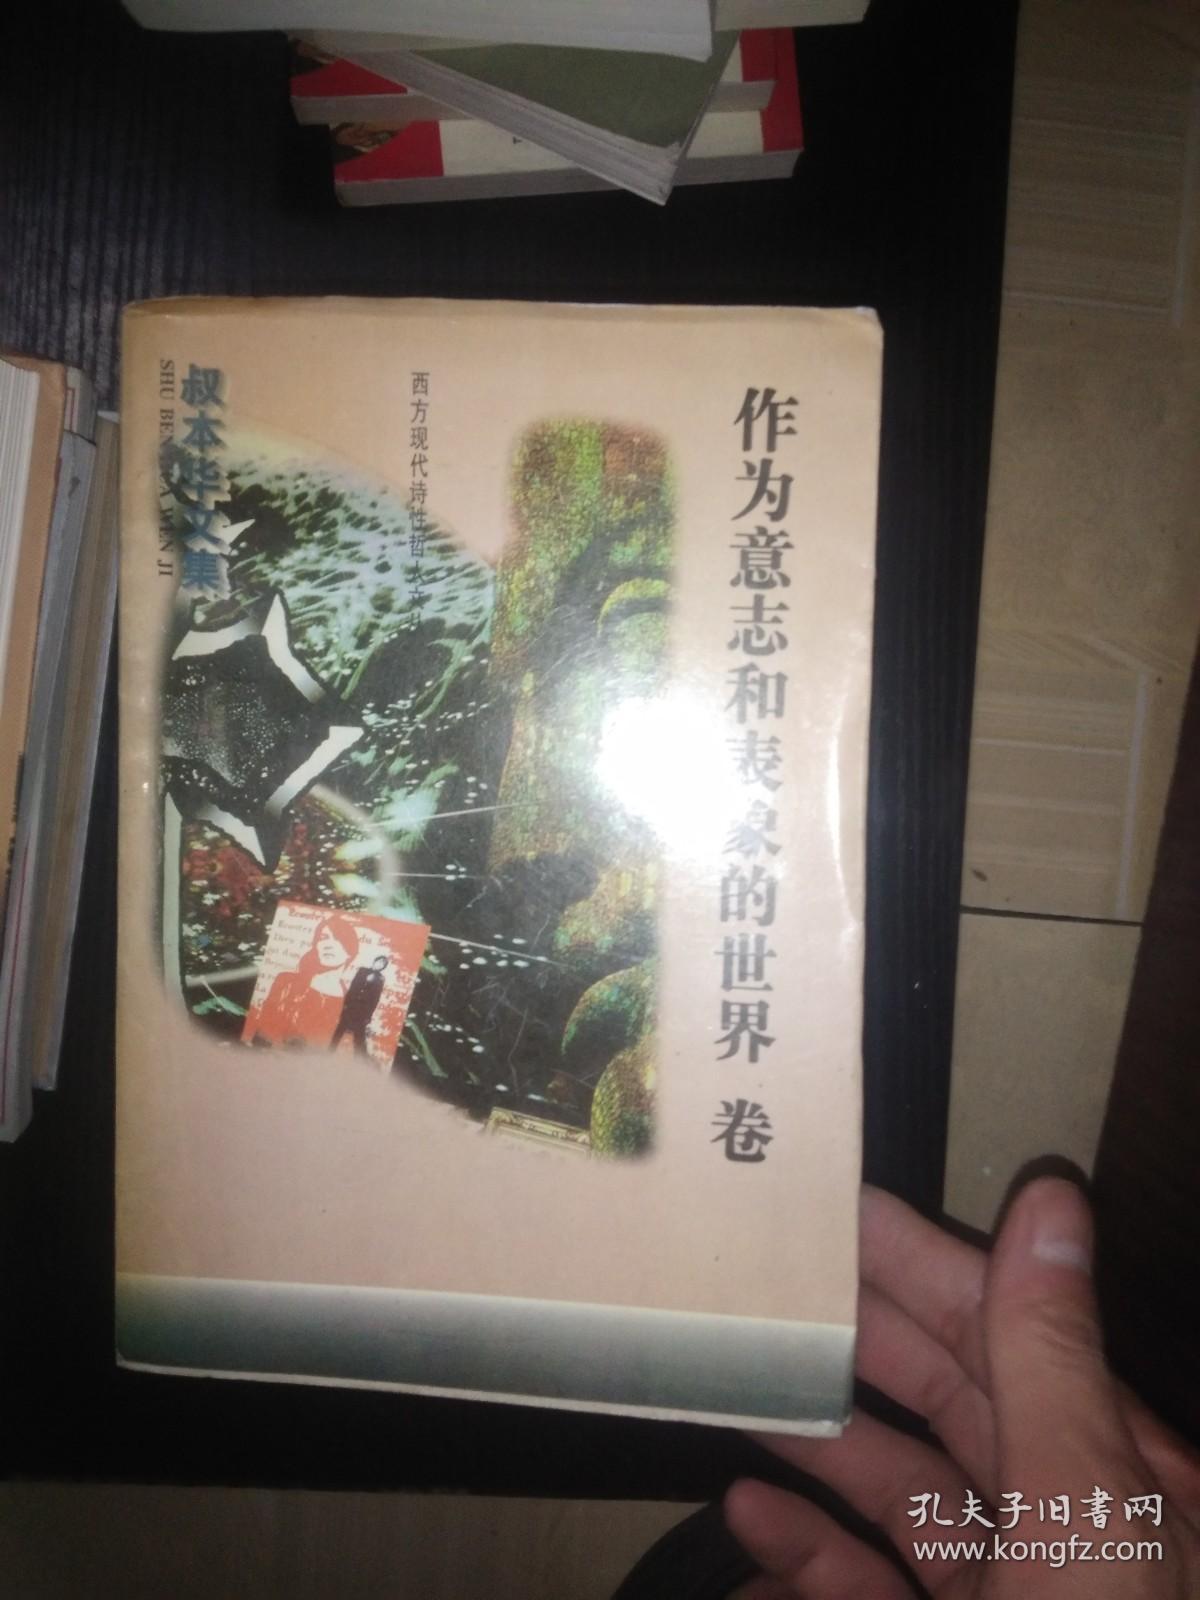 作为意志和表象的世界 卷
西方现代诗性哲人文丛
叔本华文集
SHU BEN HUA WEN JI
孔夫子旧书网
www.kongfz.com